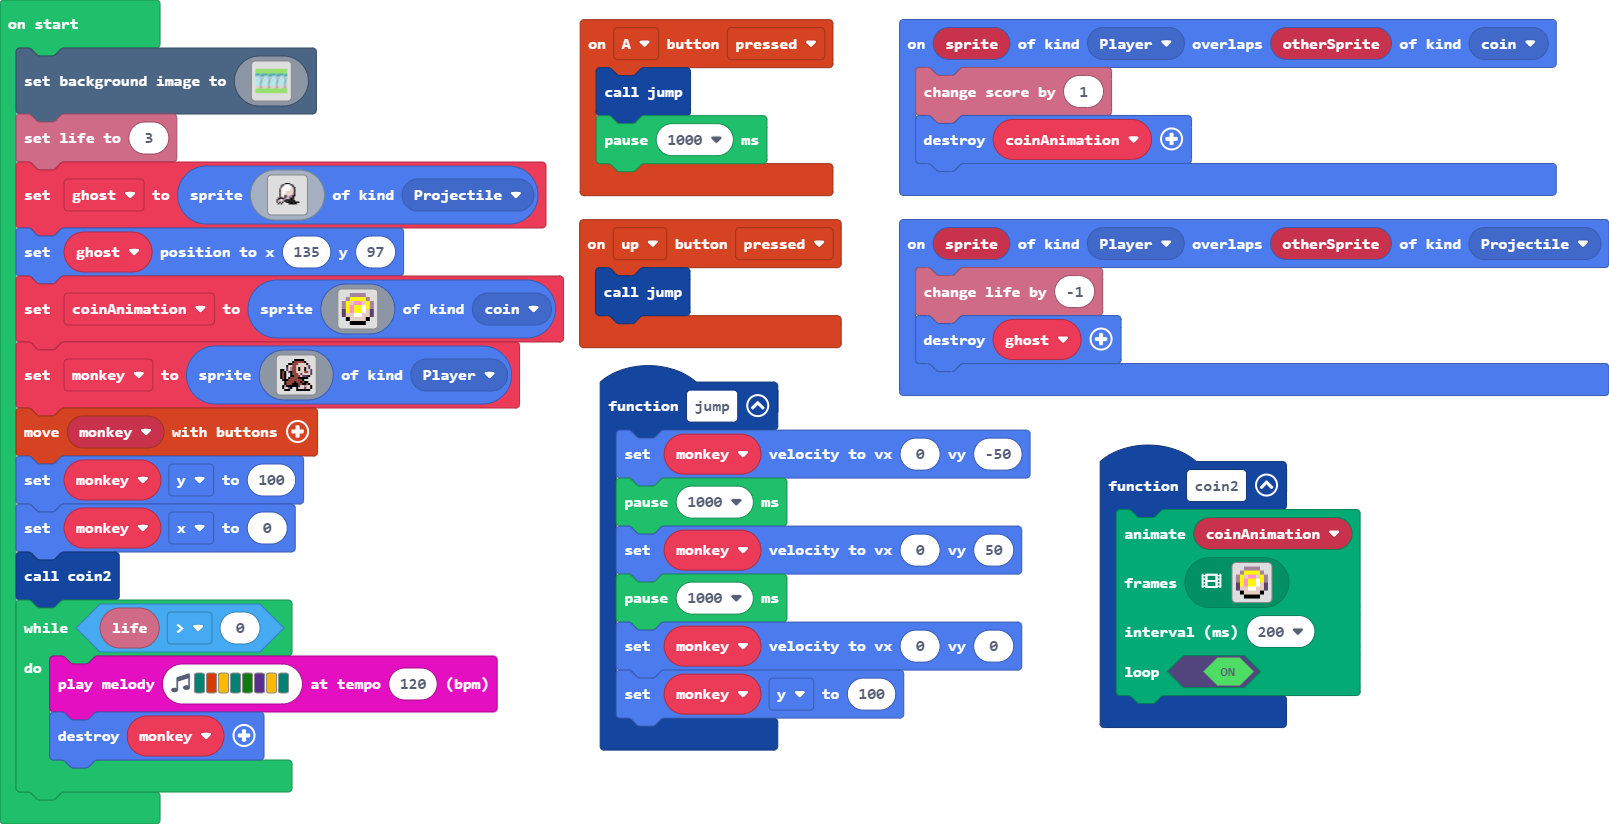 on start
set background image to
set life to 3
set ghost to sprite of kind Projectile
set ghost position to x 135 y 97
set coinAnimation to sprite of kind coin
set monkey to sprite of kind Player
move monkey with buttons
set monkey y to 100
set monkey x to 0
call coin2
while life > 0
do
play melody at tempo 120 (bpm)
destroy monkey
on A button pressed
call jump
pause 1000 ms
on up button pressed
call jump
function jump
set monkey velocity to vx 0 vy -50
pause 1000 ms
set monkey velocity to vx 0 vy 50
pause 1000 ms
set monkey velocity to vx 0 vy 0
set monkey y to 100
on sprite of kind Player overlaps otherSprite of kind coin
change score by 1
destroy coinAnimation
on sprite of kind Player overlaps otherSprite of kind Projectile
change life by -1
destroy ghost
function coin2
animate coinAnimation
frames
interval (ms) 200
loop ON